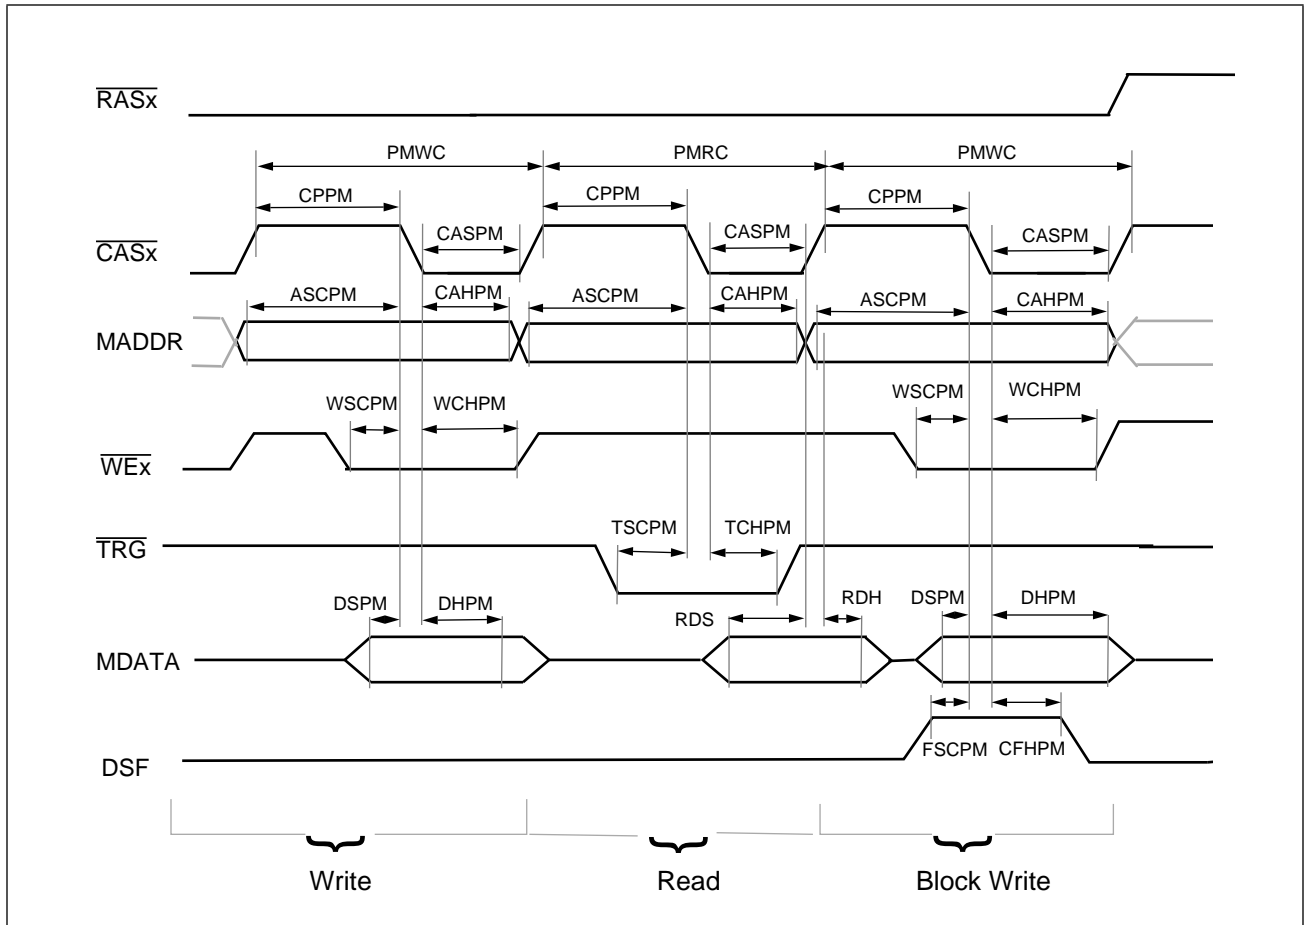 RASx
PMWC PMRC PMWC
CPPM CPPM CPPM
CASx CASPM CASPM CASPM
ASCPM CAHPM ASCPM CAHPM ASCPM CAHPM
MADDR
WSCPM WCHPM WSCPM WCHPM
WEx
TSCPM TCHPM
TRG
DSPM DHPM RDS RDH DSPM DHPM
MDATA
FSCPM CFHPM
DSF
Write Read Block Write